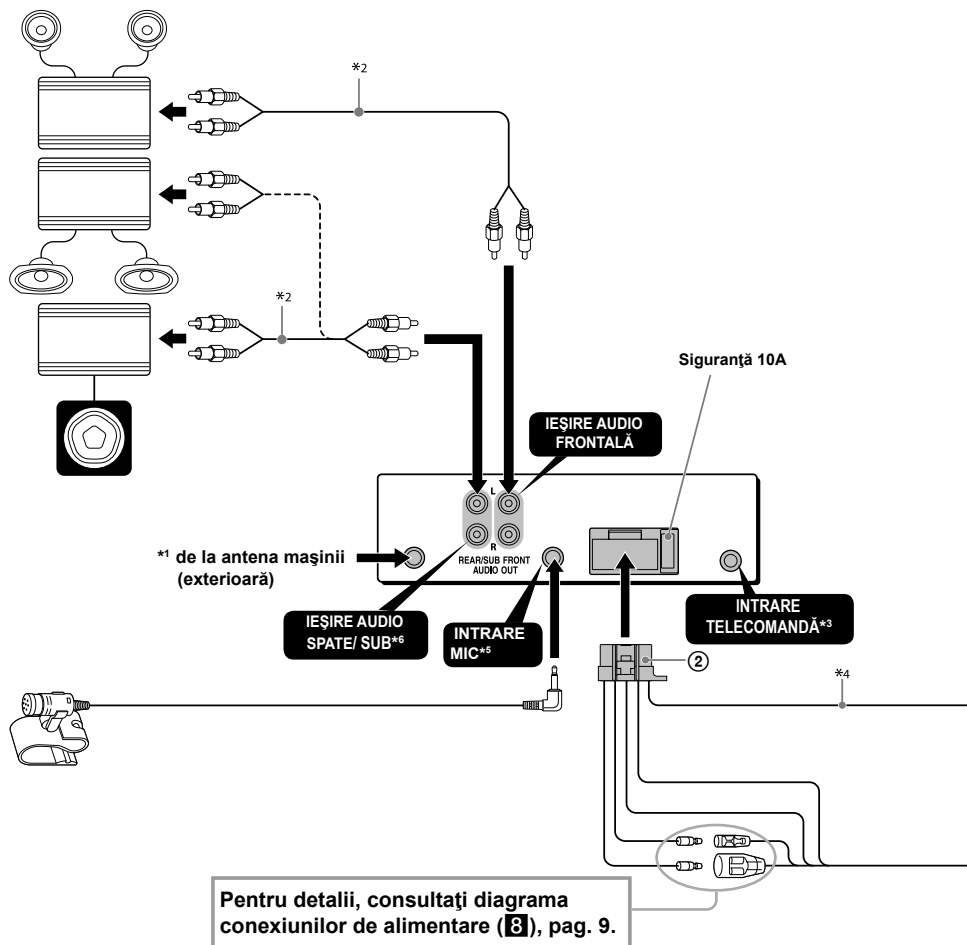 *2
*2
Siguranţă 10A
IEŞIRE AUDIO
FRONTALĂ
L
R
REAR/SUB FRONT
AUDIO OUT
*1 de la antena maşinii
(exterioară)
IEŞIRE AUDIO
SPATE/ SUB*6
INTRARE
MIC*5
INTRARE
TELECOMANDĂ*3
2
*4
Pentru detalii, consultaţi diagrama
conexiunilor de alimentare (8), pag. 9.